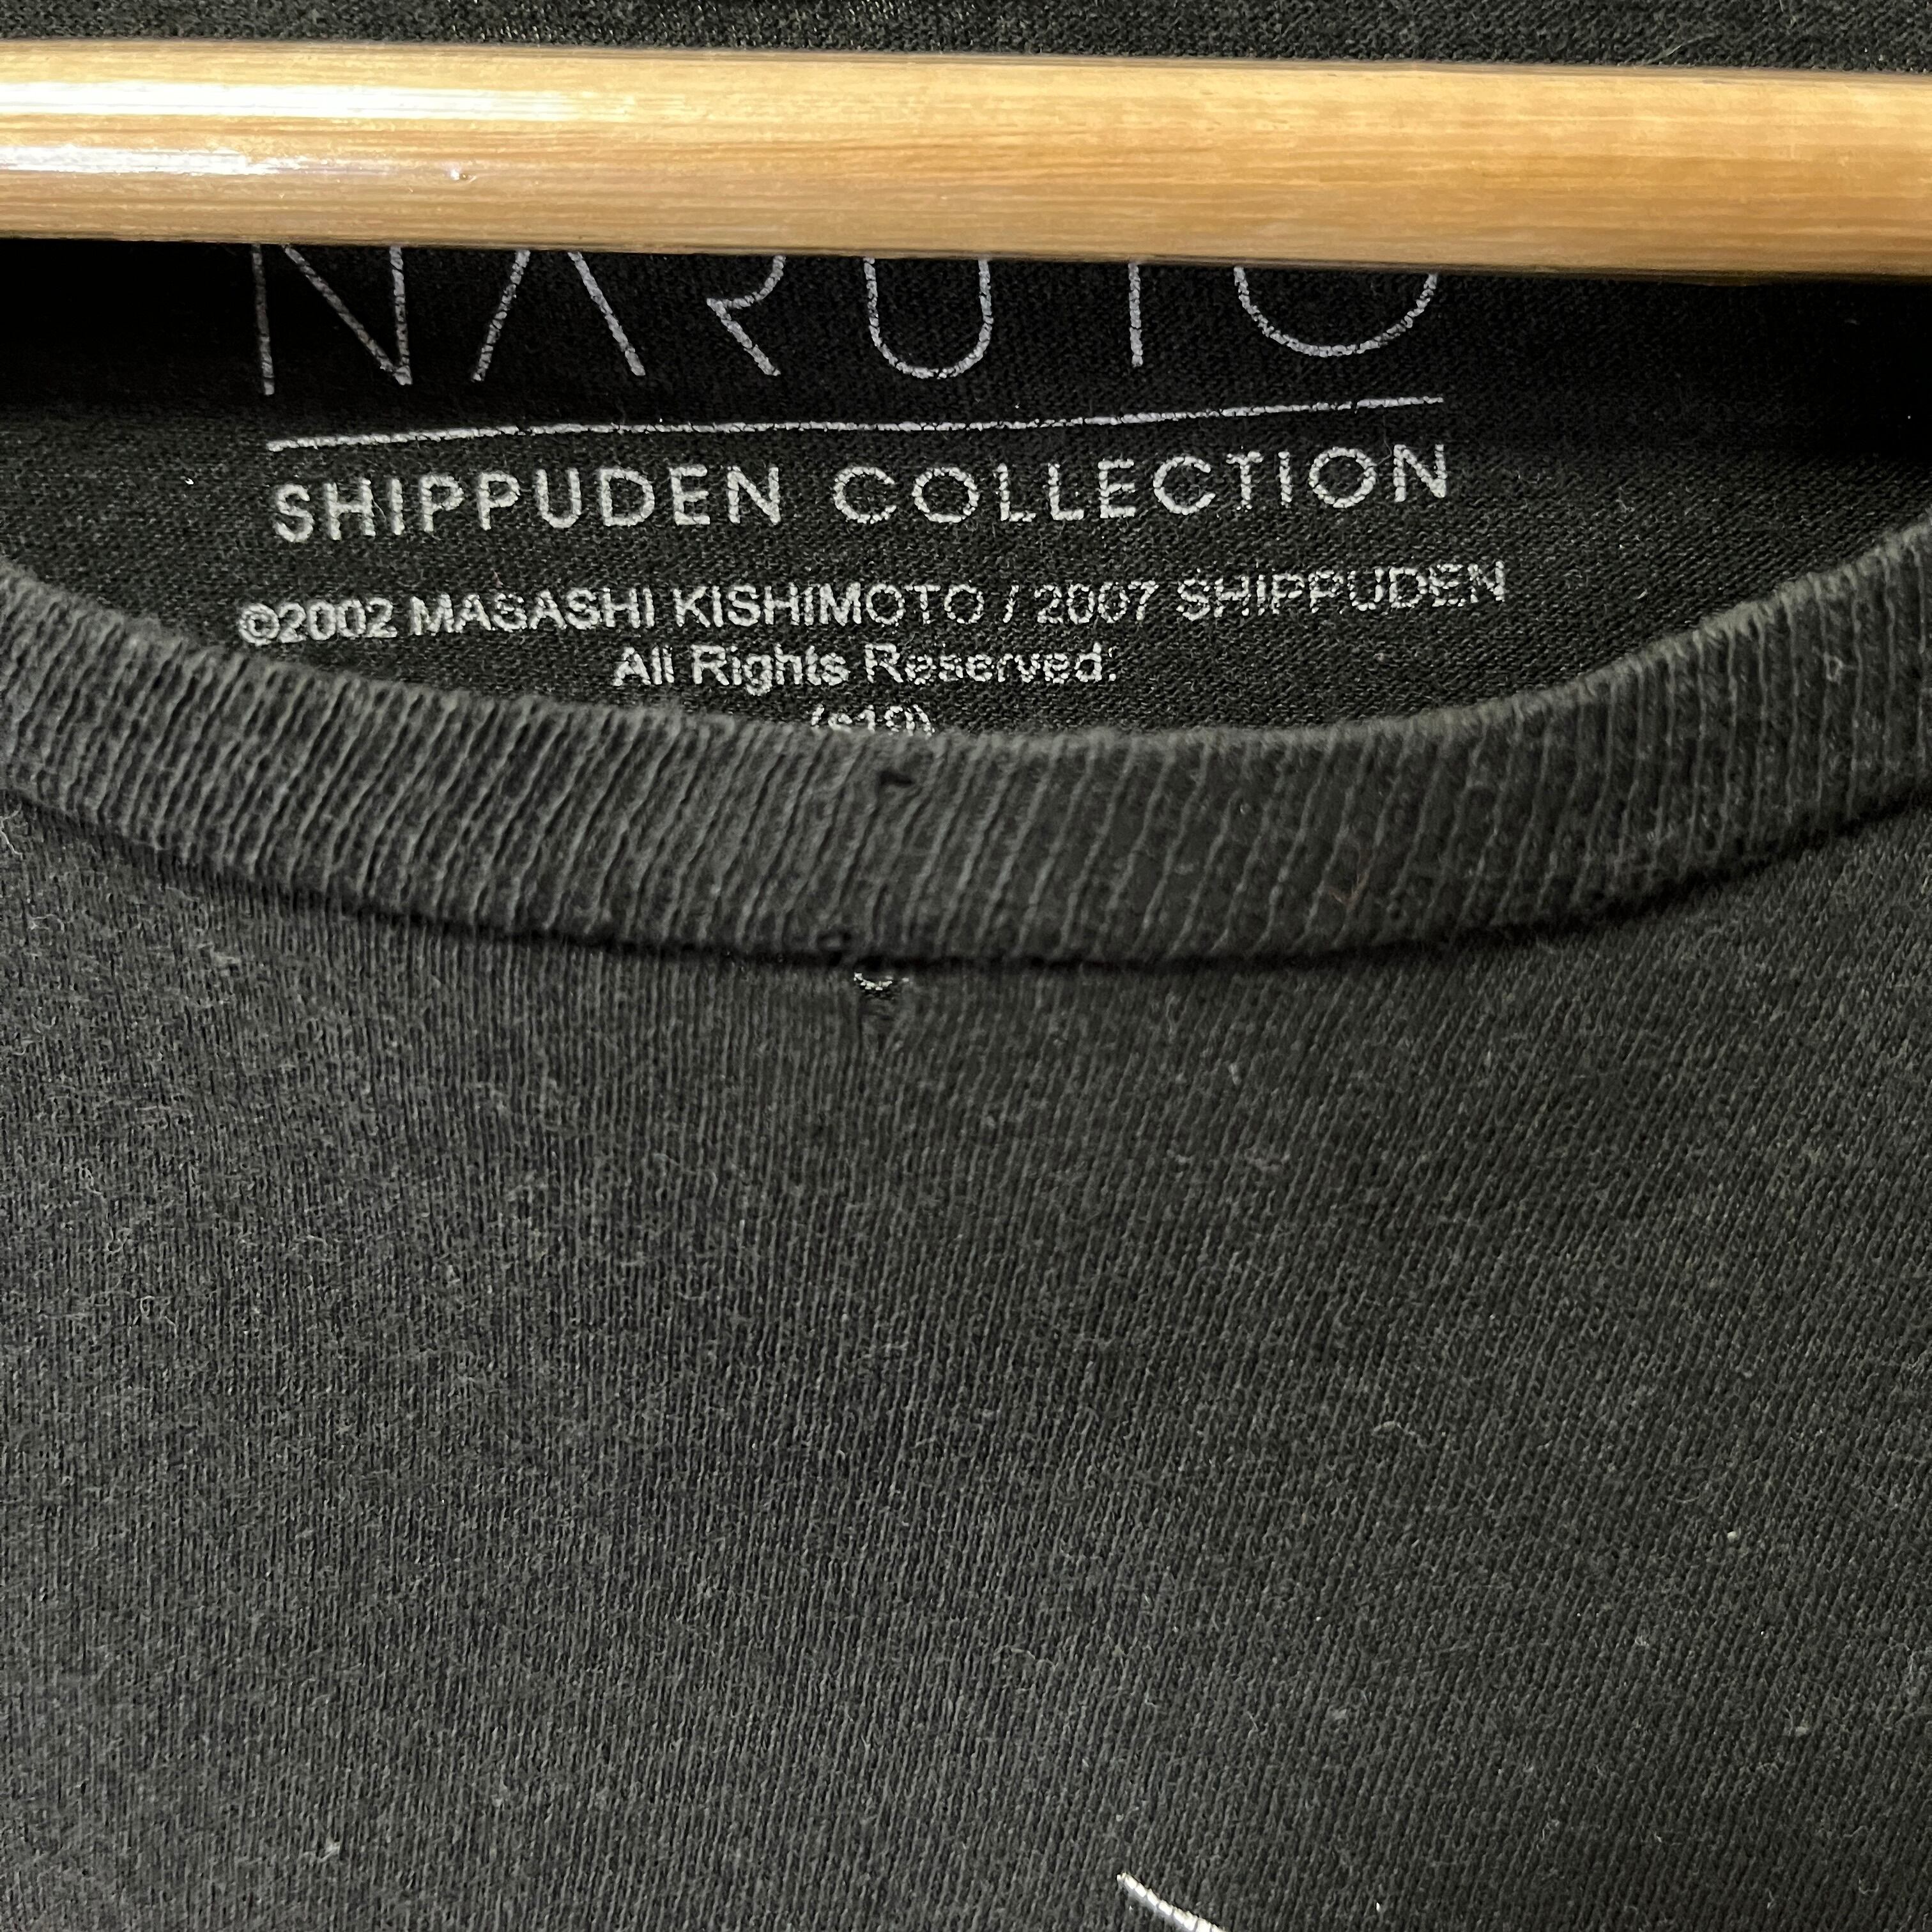 NARUTO
SHIPPUDEN COLLECTION
©2002 MASASHI KISHIMOTO / 2007 SHIPPUDEN
All Rights Reserved.